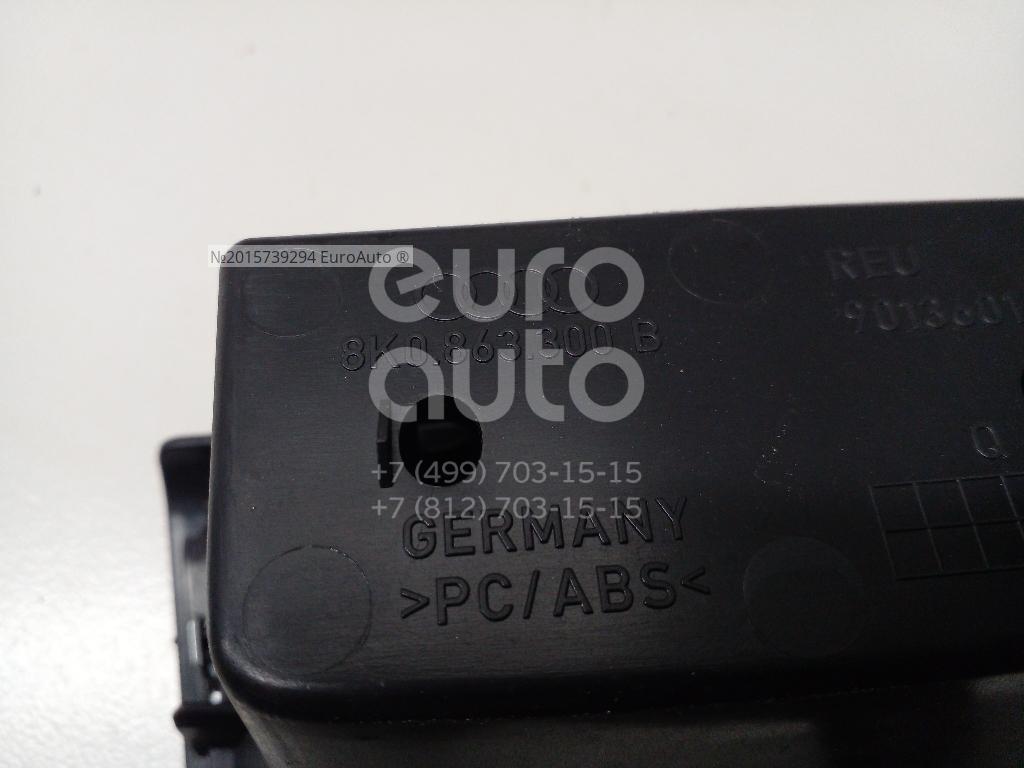 №2015739294 EuroAuto ®
euro
auto
+7 (499) 703-15-15
+7 (812) 703-15-15
8K0.863.300 B
GERMANY
>PC/ABS<
REU
Q